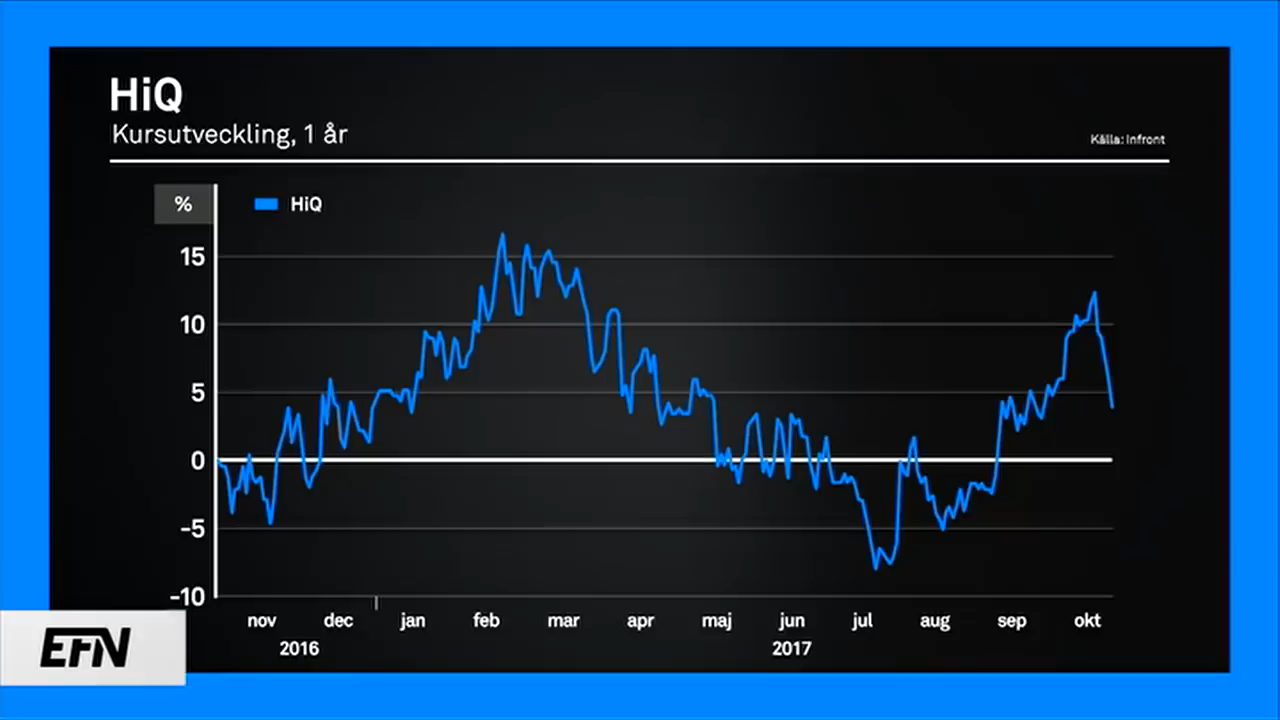 HiQ
Kursutveckling, 1 år
Källa: Infront
%
HiQ
15
10
5
0
-5
-10
nov dec jan feb mar apr maj jun jul aug sep okt
2016 2017
EFN